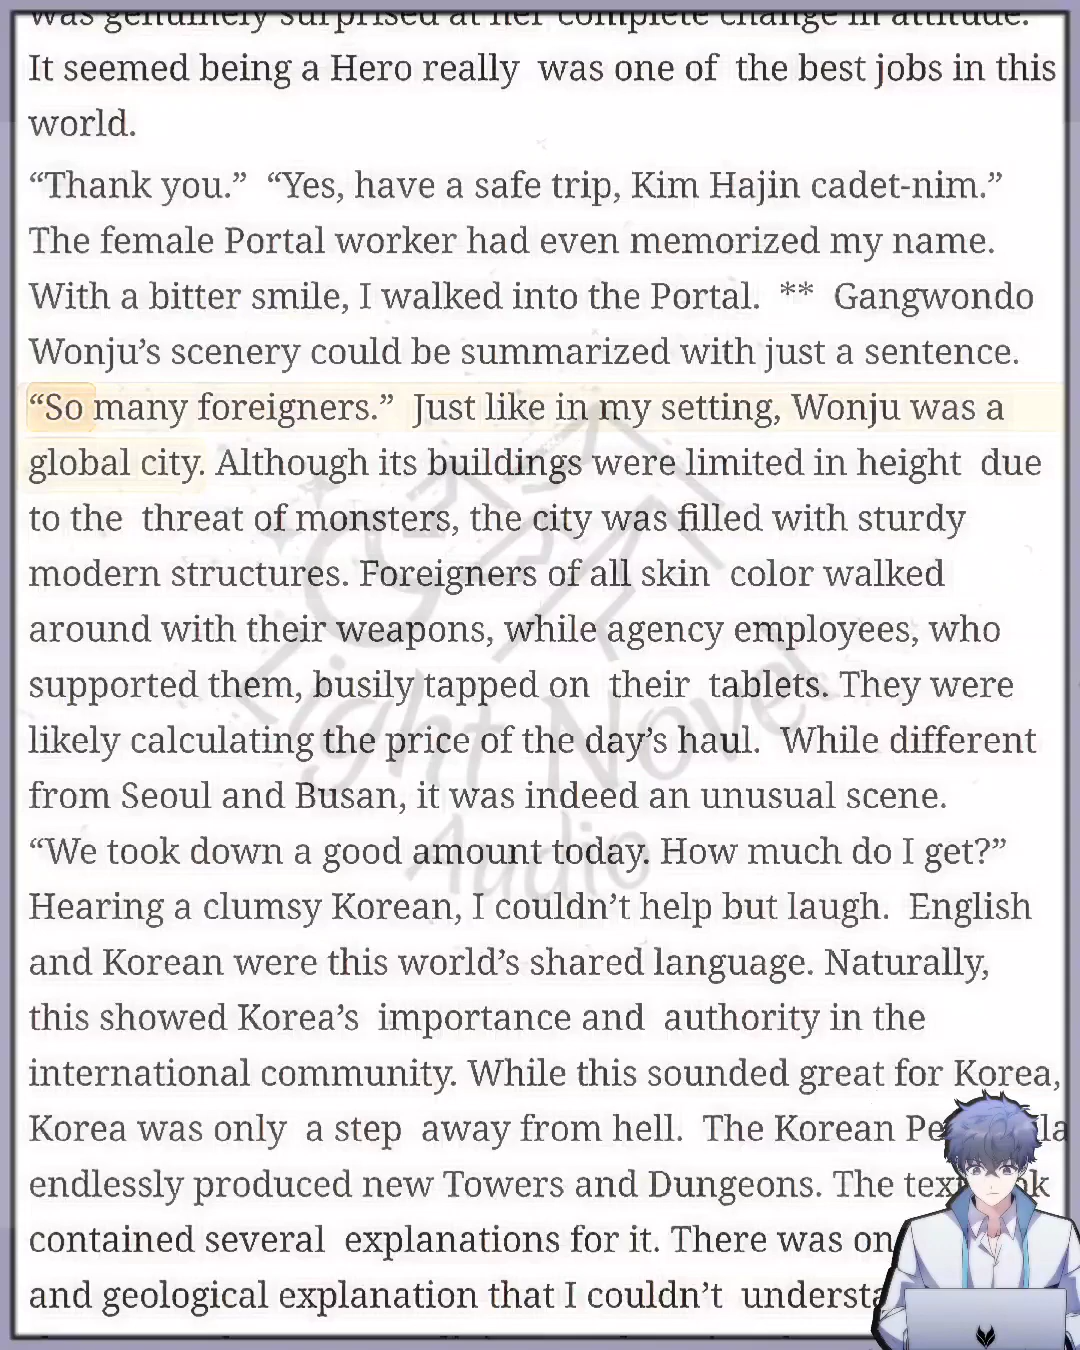 was genuinely surprised at her complete change in attitude.
It seemed being a Hero really was one of the best jobs in this
world.
“Thank you.” “Yes, have a safe trip, Kim Hajin cadet-nim.”
The female Portal worker had even memorized my name.
With a bitter smile, I walked into the Portal. ** Gangwondo
Wonju’s scenery could be summarized with just a sentence.
“So many foreigners.” Just like in my setting, Wonju was a
global city. Although its buildings were limited in height due
to the threat of monsters, the city was filled with sturdy
modern structures. Foreigners of all skin color walked
around with their weapons, while agency employees, who
supported them, busily tapped on their tablets. They were
likely calculating the price of the day’s haul. While different
from Seoul and Busan, it was indeed an unusual scene.
“We took down a good amount today. How much do I get?”
Hearing a clumsy Korean, I couldn’t help but laugh. English
and Korean were this world’s shared language. Naturally,
this showed Korea’s importance and authority in the
international community. While this sounded great for Korea,
Korea was only a step away from hell. The Korean
endlessly produced new Towers and Dungeons. The
contained several explanations for it. There was
and geological explanation that I couldn’t
Light Novel
Audio